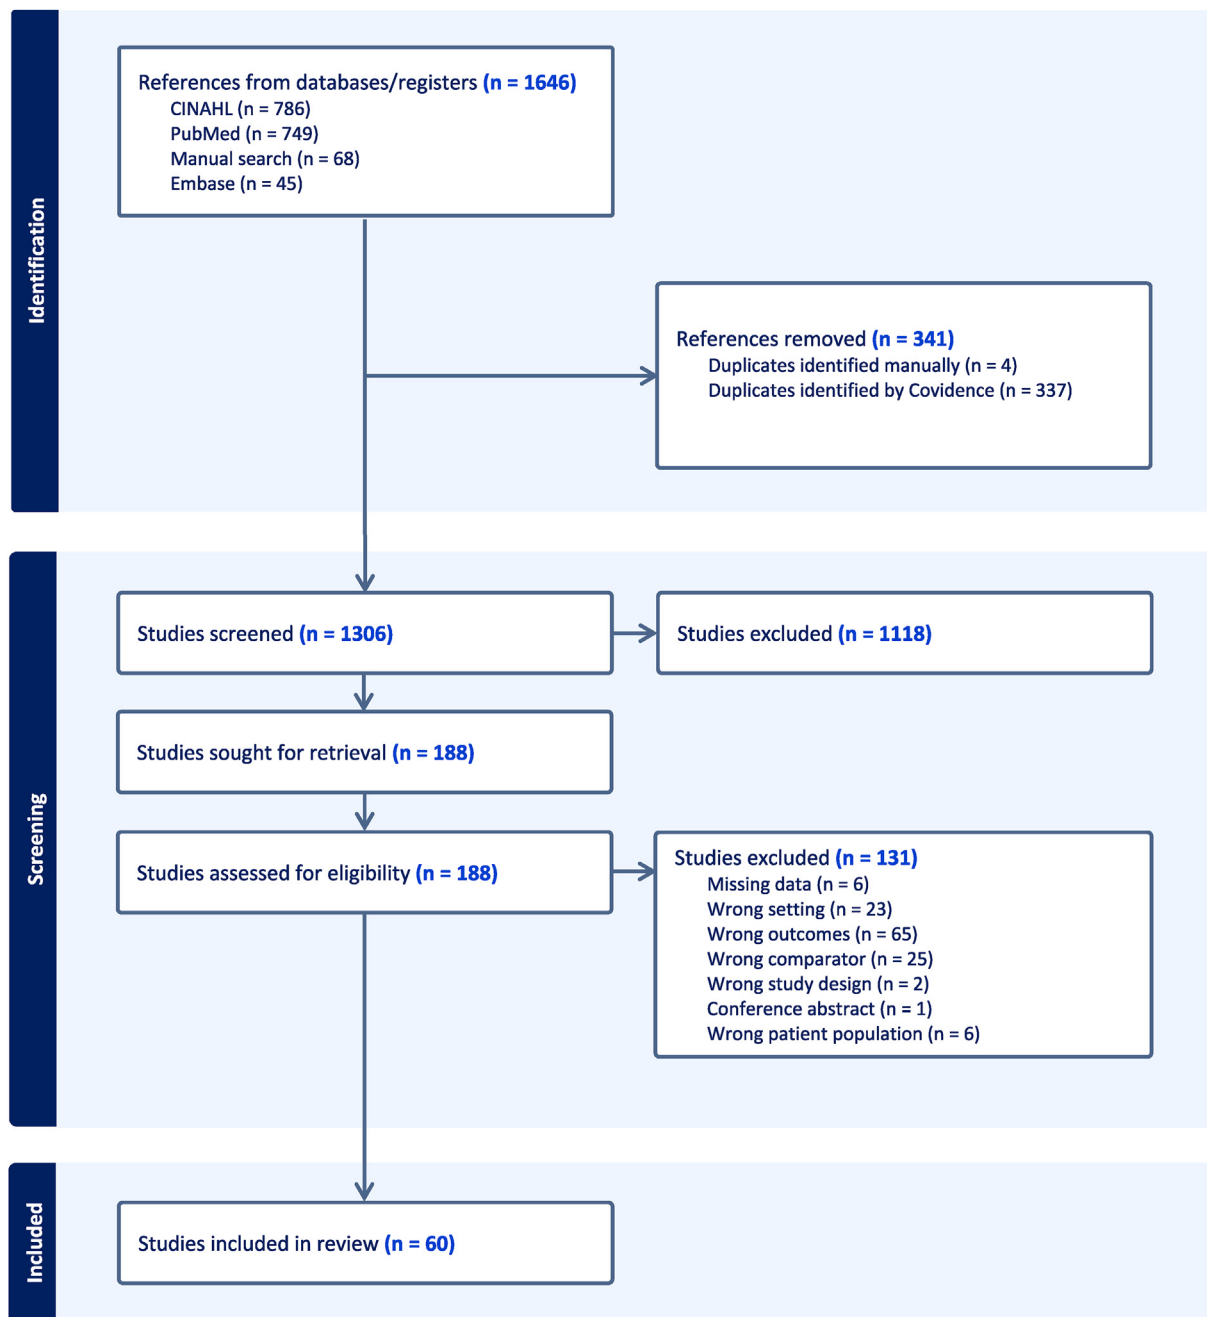 Identification
References from databases/registers (n = 1646)
CINAHL (n = 786)
PubMed (n = 749)
Manual search (n = 68)
Embase (n = 45)
References removed (n = 341)
Duplicates identified manually (n = 4)
Duplicates identified by Covidence (n = 337)
Screening
Studies screened (n = 1306)
Studies excluded (n = 1118)
Studies sought for retrieval (n = 188)
Studies assessed for eligibility (n = 188)
Studies excluded (n = 131)
Missing data (n = 6)
Wrong setting (n = 23)
Wrong outcomes (n = 65)
Wrong comparator (n = 25)
Wrong study design (n = 2)
Conference abstract (n = 1)
Wrong patient population (n = 6)
Included
Studies included in review (n = 60)